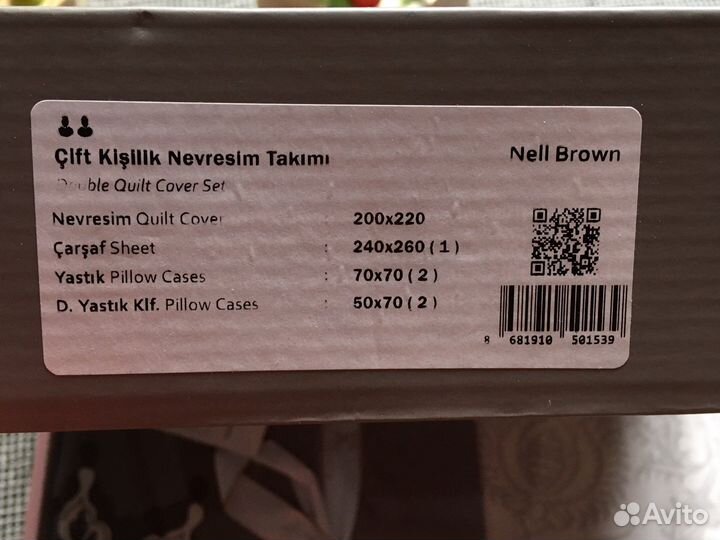 Çift Kişilik Nevresim Takımı
Nell Brown
Double Quilt Cover Set
Nevresim Quilt Cover : 200x220
Çarşaf Sheet : 240x260 ( 1 )
Yastık Pillow Cases : 70x70 ( 2 )
D. Yastık Klf. Pillow Cases : 50x70 ( 2 )
8 681910 501539
Avito